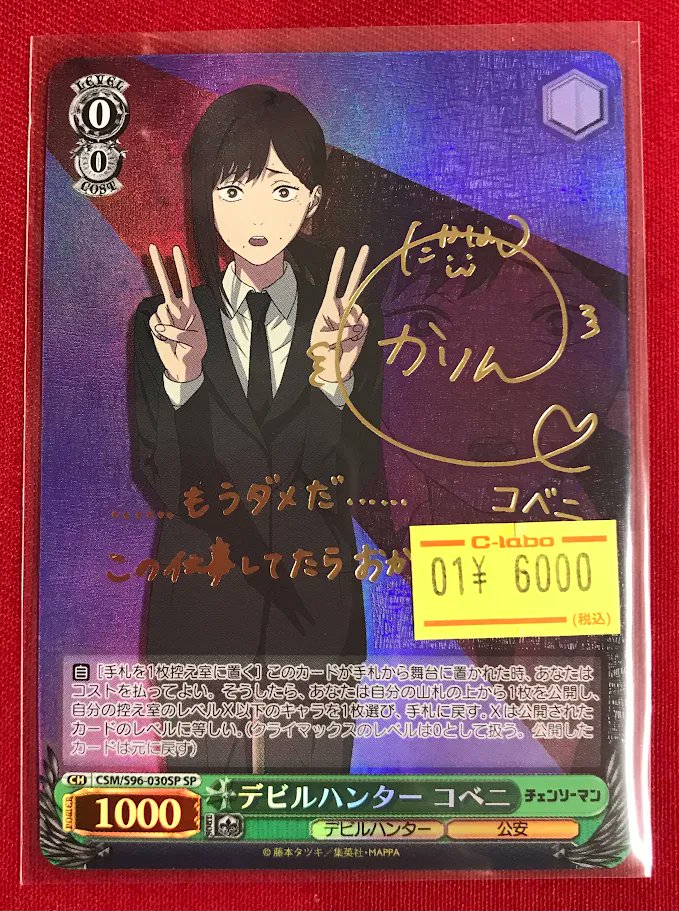 LEVEL
0
0
COST
たかはし
かりん
……もうダメだ……
コベニ
この仕事してたらおか
C-labo
01¥ 6000
(税込)
自 [手札を1枚控え室に置く] このカードが手札から舞台に置かれた時、あなたは
コストを払ってよい。そうしたら、あなたは自分の山札の上から1枚を公開し、
自分の控え室のレベルX以下のキャラを1枚選び、手札に戻す。Xは公開された
カードのレベルに等しい。(クライマックスのレベルは0として扱う。公開した
カードは元に戻す)
CH CSM/S96-030SP SP
POWER 1000
デビルハンター コベニ チェンソーマン
SOUL
デビルハンター 公安
©藤本タツキ/集英社・MAPPA